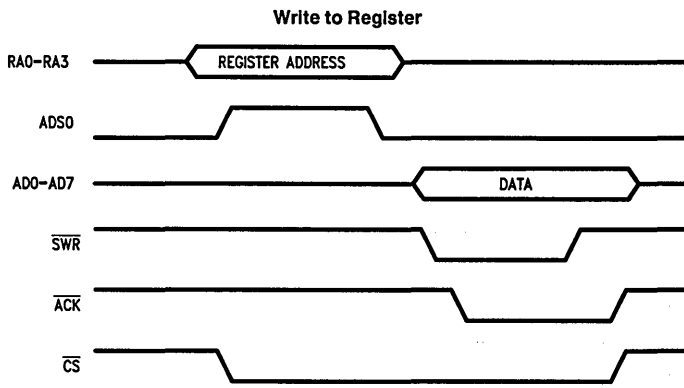 Write to Register
RA0-RA3
REGISTER ADDRESS
ADS0
AD0-AD7
DATA
SWR
ACK
CS